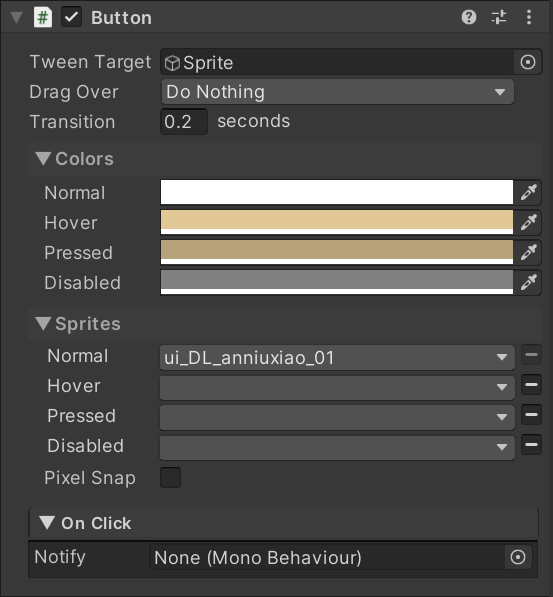 # Button
Tween Target Sprite
Drag Over Do Nothing
Transition 0.2 seconds
Colors
Normal
Hover
Pressed
Disabled
Sprites
Normal ui_DL_anniuxiao_01
Hover
Pressed
Disabled
Pixel Snap
On Click
Notify None (Mono Behaviour)